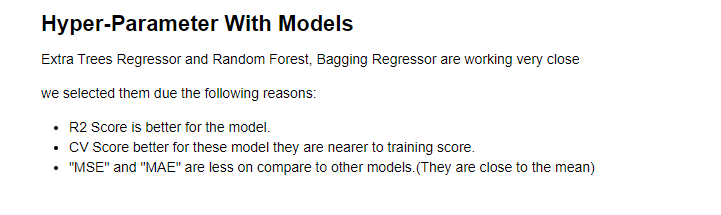 Hyper-Parameter With Models
Extra Trees Regressor and Random Forest, Bagging Regressor are working very close
we selected them due the following reasons:
• R2 Score is better for the model.
• CV Score better for these model they are nearer to training score.
• "MSE" and "MAE" are less on compare to other models.(They are close to the mean)